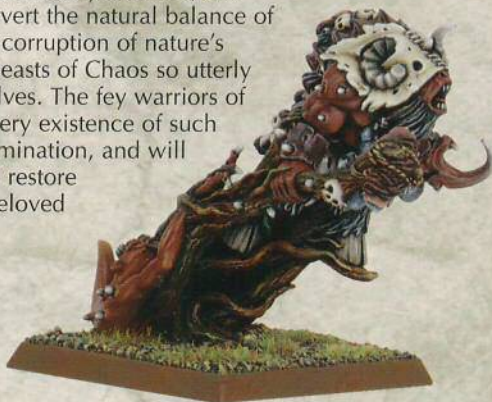 vert the natural balance of
corruption of nature's
easts of Chaos so utterly
lves. The fey warriors of
ery existence of such
mination, and will
restore
eloved